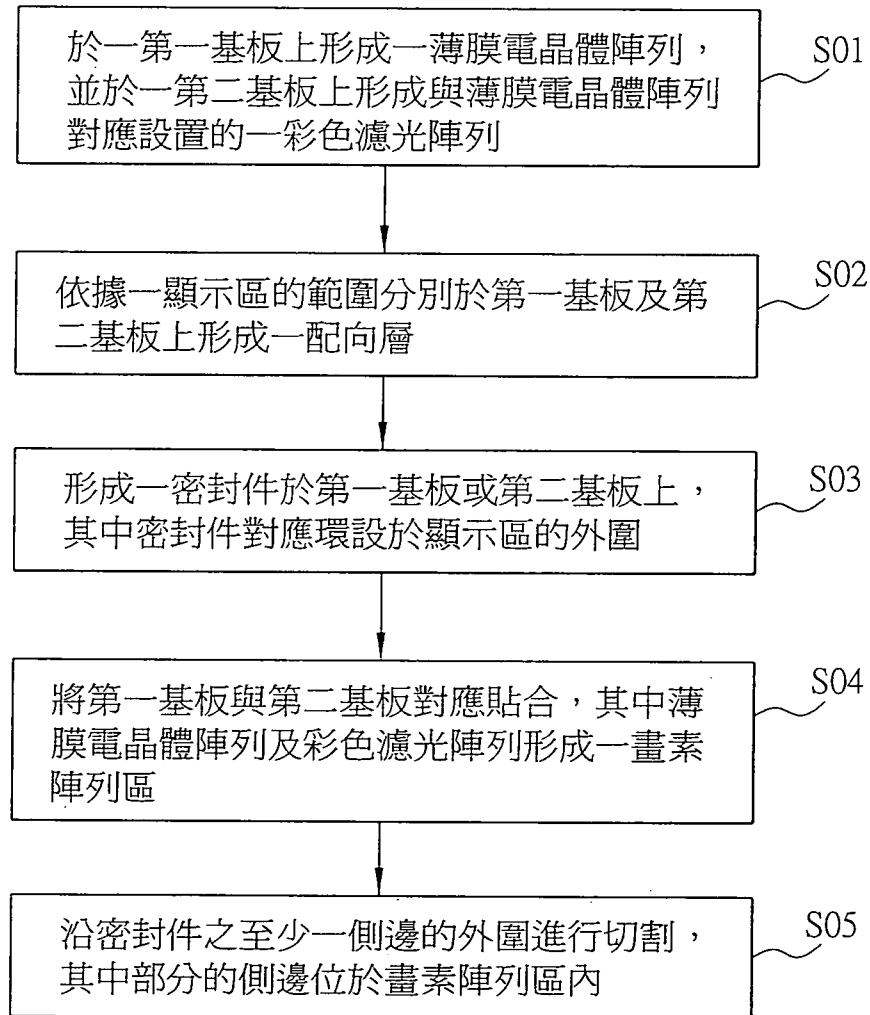 於一第一基板上形成一薄膜電晶體陣列，
並於一第二基板上形成與薄膜電晶體陣列
對應設置的一彩色濾光陣列
S01
依據一顯示區的範圍分別於第一基板及第
二基板上形成一配向層
S02
形成一密封件於第一基板或第二基板上，
其中密封件對應環設於顯示區的外圍
S03
將第一基板與第二基板對應貼合，其中薄
膜電晶體陣列及彩色濾光陣列形成一畫素
陣列區
S04
沿密封件之至少一側邊的外圍進行切割，
其中部分的側邊位於畫素陣列區內
S05